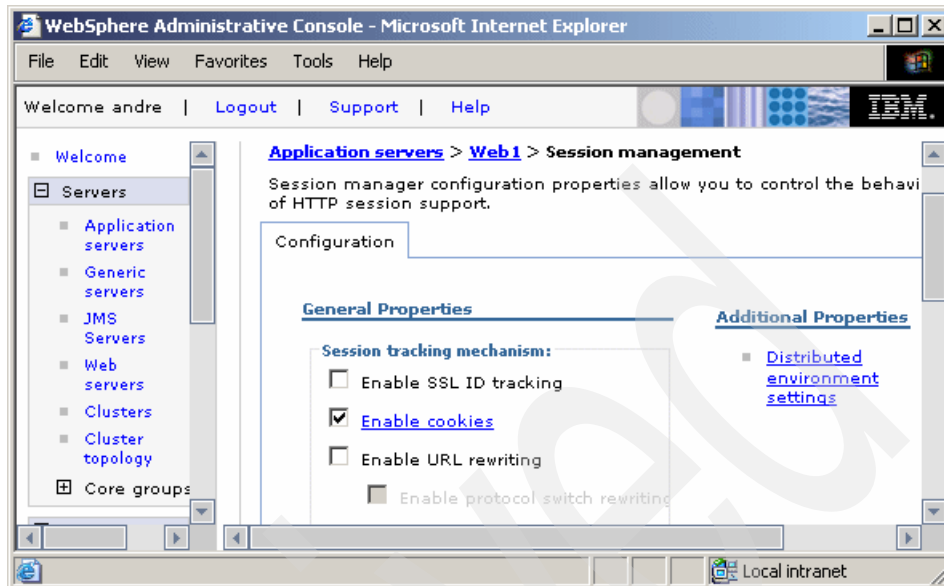 WebSphere Administrative Console - Microsoft Internet Explorer
File Edit View Favorites Tools Help
Welcome andre | Logout | Support | Help
IBM.
Welcome
Servers
Application
servers
Generic
servers
JMS
Servers
Web
servers
Clusters
Cluster
topology
Core groups
Application servers > Web1 > Session management
Session manager configuration properties allow you to control the behavi
of HTTP session support.
Configuration
General Properties
Session tracking mechanism:
Enable SSL ID tracking
Enable cookies
Enable URL rewriting
Enable protocol switch rewriting
Additional Properties
Distributed
environment
settings
Local intranet